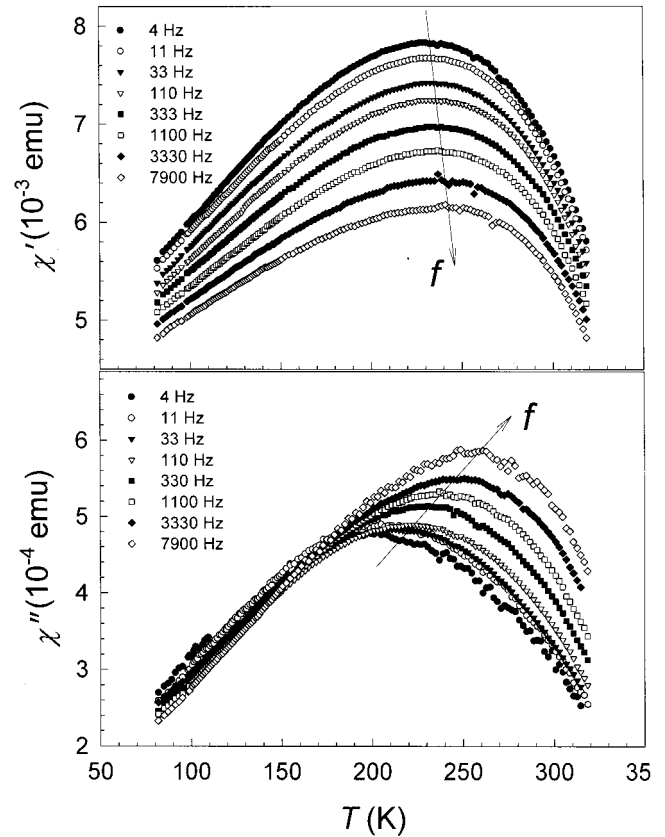 8
7
6
5
χ′(10⁻³ emu)
● 4 Hz
○ 11 Hz
▼ 33 Hz
▽ 110 Hz
■ 333 Hz
□ 1100 Hz
◆ 3330 Hz
◇ 7900 Hz
f
6
5
4
3
2
χ″(10⁻⁴ emu)
● 4 Hz
○ 11 Hz
▼ 33 Hz
▽ 110 Hz
■ 330 Hz
□ 1100 Hz
◆ 3330 Hz
◇ 7900 Hz
f
50 100 150 200 250 300 35
T (K)